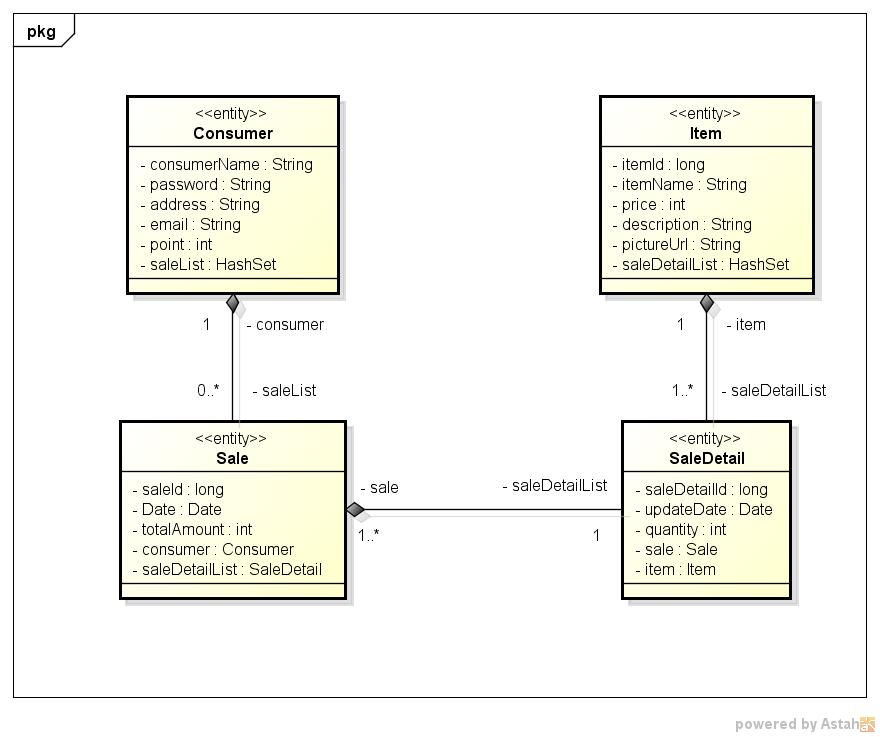 pkg
<<entity>>
Consumer
- consumerName : String
- password : String
- address : String
- email : String
- point : int
- saleList : HashSet
<<entity>>
Item
- itemId : long
- itemName : String
- price : int
- description : String
- pictureUrl : String
- saleDetailList : HashSet
1
- consumer
0..*
- saleList
1
- item
1..*
- saleDetailList
<<entity>>
Sale
- saleId : long
- Date : Date
- totalAmount : int
- consumer : Consumer
- saleDetailList : SaleDetail
- sale
1..*
- saleDetailList
1
<<entity>>
SaleDetail
- saleDetailId : long
- updateDate : Date
- quantity : int
- sale : Sale
- item : Item
powered by Astah